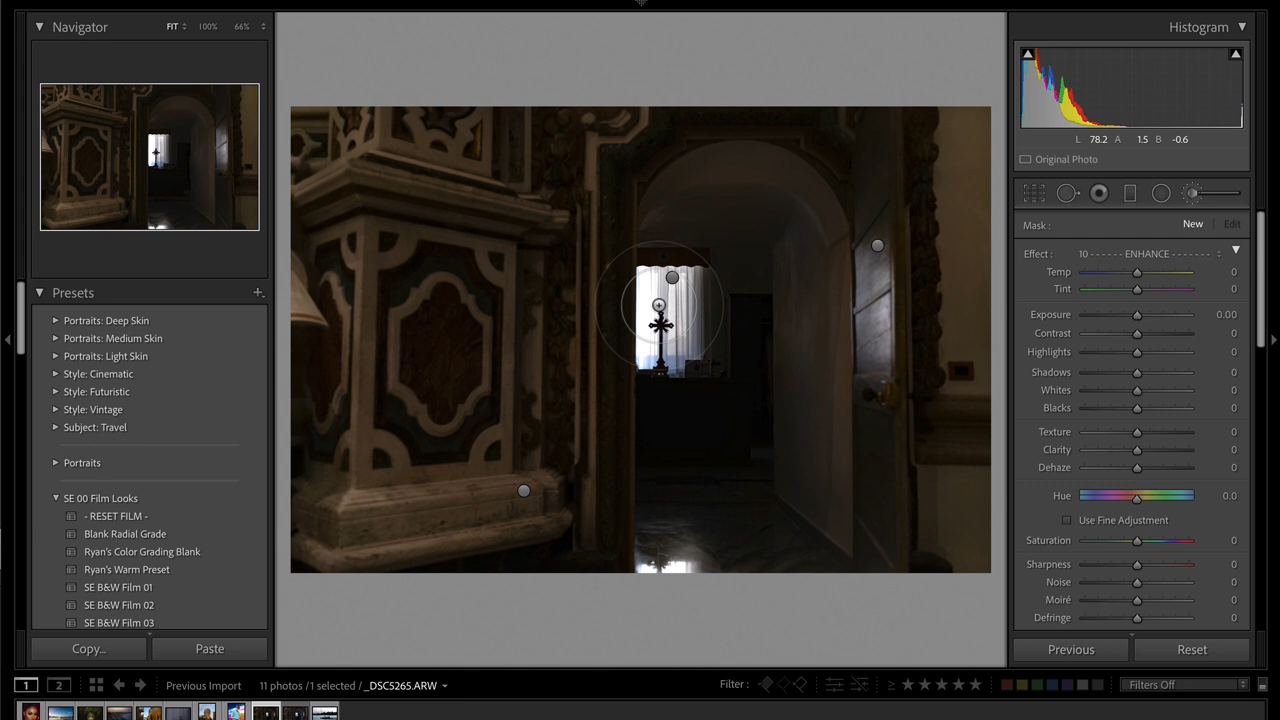 Navigator FIT 100% 66%
Presets +
Portraits: Deep Skin
Portraits: Medium Skin
Portraits: Light Skin
Style: Cinematic
Style: Futuristic
Style: Vintage
Subject: Travel
Portraits
SE 00 Film Looks
- RESET FILM -
Blank Radial Grade
Ryan's Color Grading Blank
Ryan's Warm Preset
SE B&W Film 01
SE B&W Film 02
SE B&W Film 03
Copy... Paste
Histogram
L 78.2 A 1.5 B -0.6
Original Photo
Mask : New Edit
Effect : 10 ------ ENHANCE -------
Temp 0
Tint 0
Exposure 0.00
Contrast 0
Highlights 0
Shadows 0
Whites 0
Blacks 0
Texture 0
Clarity 0
Dehaze 0
Hue 0.0
Use Fine Adjustment
Saturation 0
Sharpness 0
Noise 0
Moiré 0
Defringe 0
Previous Reset
1 2 Previous Import 11 photos / 1 selected / _DSC5265.ARW Filter : ≥ ★★★★★ Filters Off